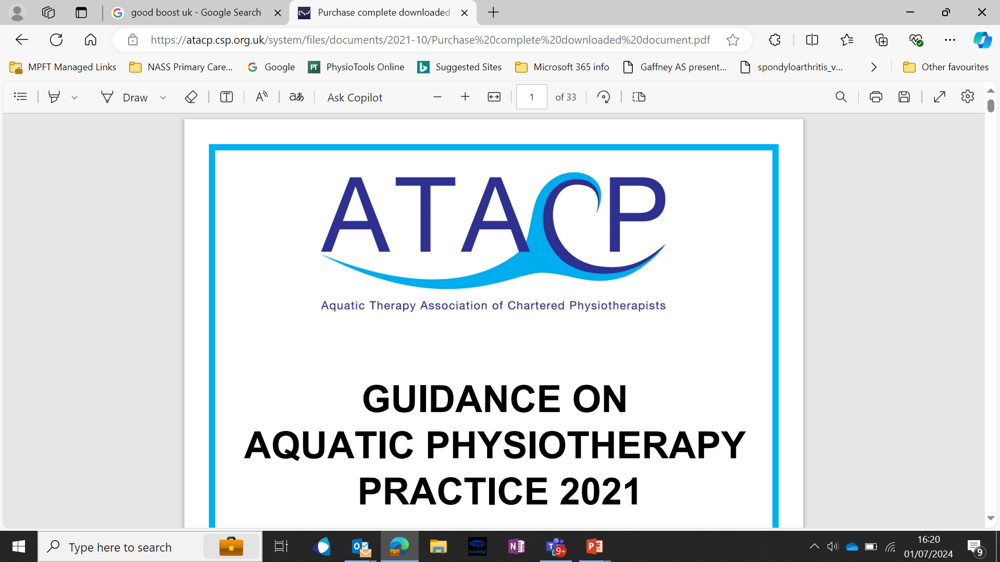 good boost uk - Google Search
Purchase complete downloaded
https://atacp.csp.org.uk/system/files/documents/2021-10/Purchase%20complete%20downloaded%20document.pdf
MPFT Managed Links
NASS Primary Care...
Google
PhysioTools Online
Suggested Sites
Microsoft 365 info
Gaffney AS present...
spondyloarthritis_v...
Other favourites
Draw
Ask Copilot
1 of 33
ATACP
Aquatic Therapy Association of Chartered Physiotherapists
GUIDANCE ON
AQUATIC PHYSIOTHERAPY
PRACTICE 2021
Type here to search
DIAMOND
9+
16:20
01/07/2024
9